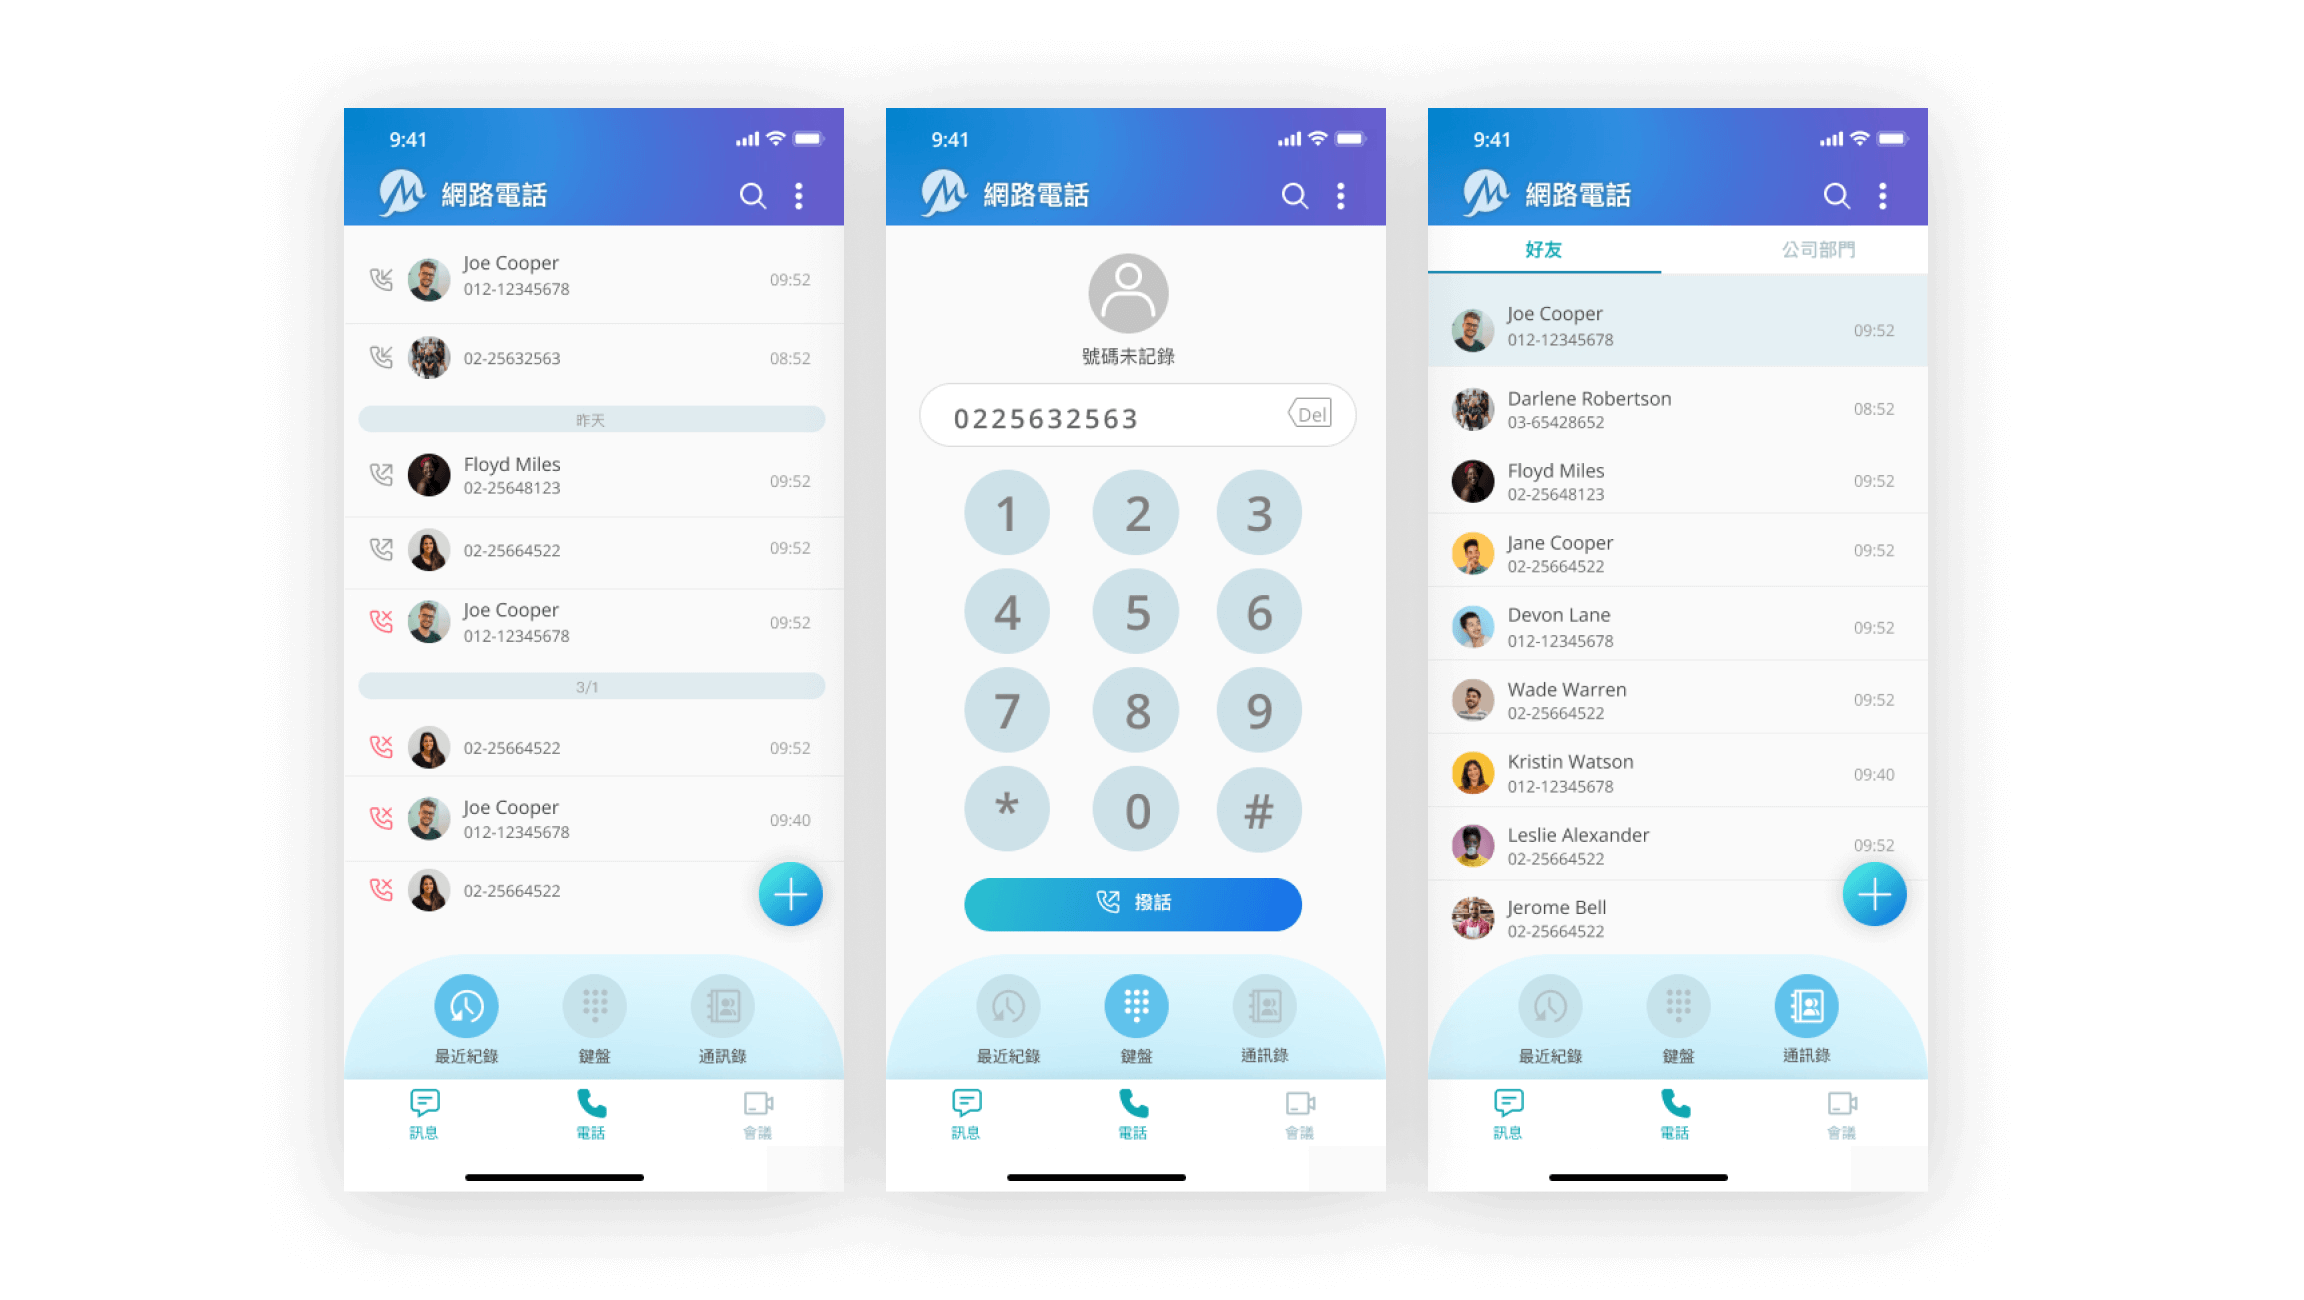 9:41
網路電話
Joe Cooper
012-12345678
09:52
02-25632563
08:52
昨天
Floyd Miles
02-25648123
09:52
02-25664522
09:52
Joe Cooper
012-12345678
09:52
3/1
02-25664522
09:52
Joe Cooper
012-12345678
09:40
02-25664522
最近紀錄
鍵盤
通訊錄
訊息
電話
會議
9:41
網路電話
號碼未記錄
0225632563
Del
1 2 3
4 5 6
7 8 9
* 0 #
撥話
最近紀錄
鍵盤
通訊錄
訊息
電話
會議
9:41
網路電話
好友
公司部門
Joe Cooper
012-12345678
09:52
Darlene Robertson
03-65428652
08:52
Floyd Miles
02-25648123
09:52
Jane Cooper
02-25664522
09:52
Devon Lane
012-12345678
09:52
Wade Warren
02-25664522
09:52
Kristin Watson
012-12345678
09:40
Leslie Alexander
02-25664522
09:52
Jerome Bell
02-25664522
最近紀錄
鍵盤
通訊錄
訊息
電話
會議